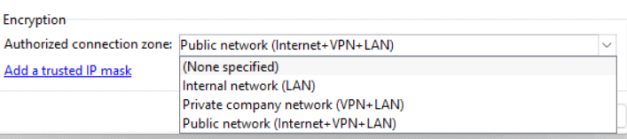 Encryption
Authorized connection zone: Public network (Internet+VPN+LAN)
Add a trusted IP mask
(None specified)
Internal network (LAN)
Private company network (VPN+LAN)
Public network (Internet+VPN+LAN)